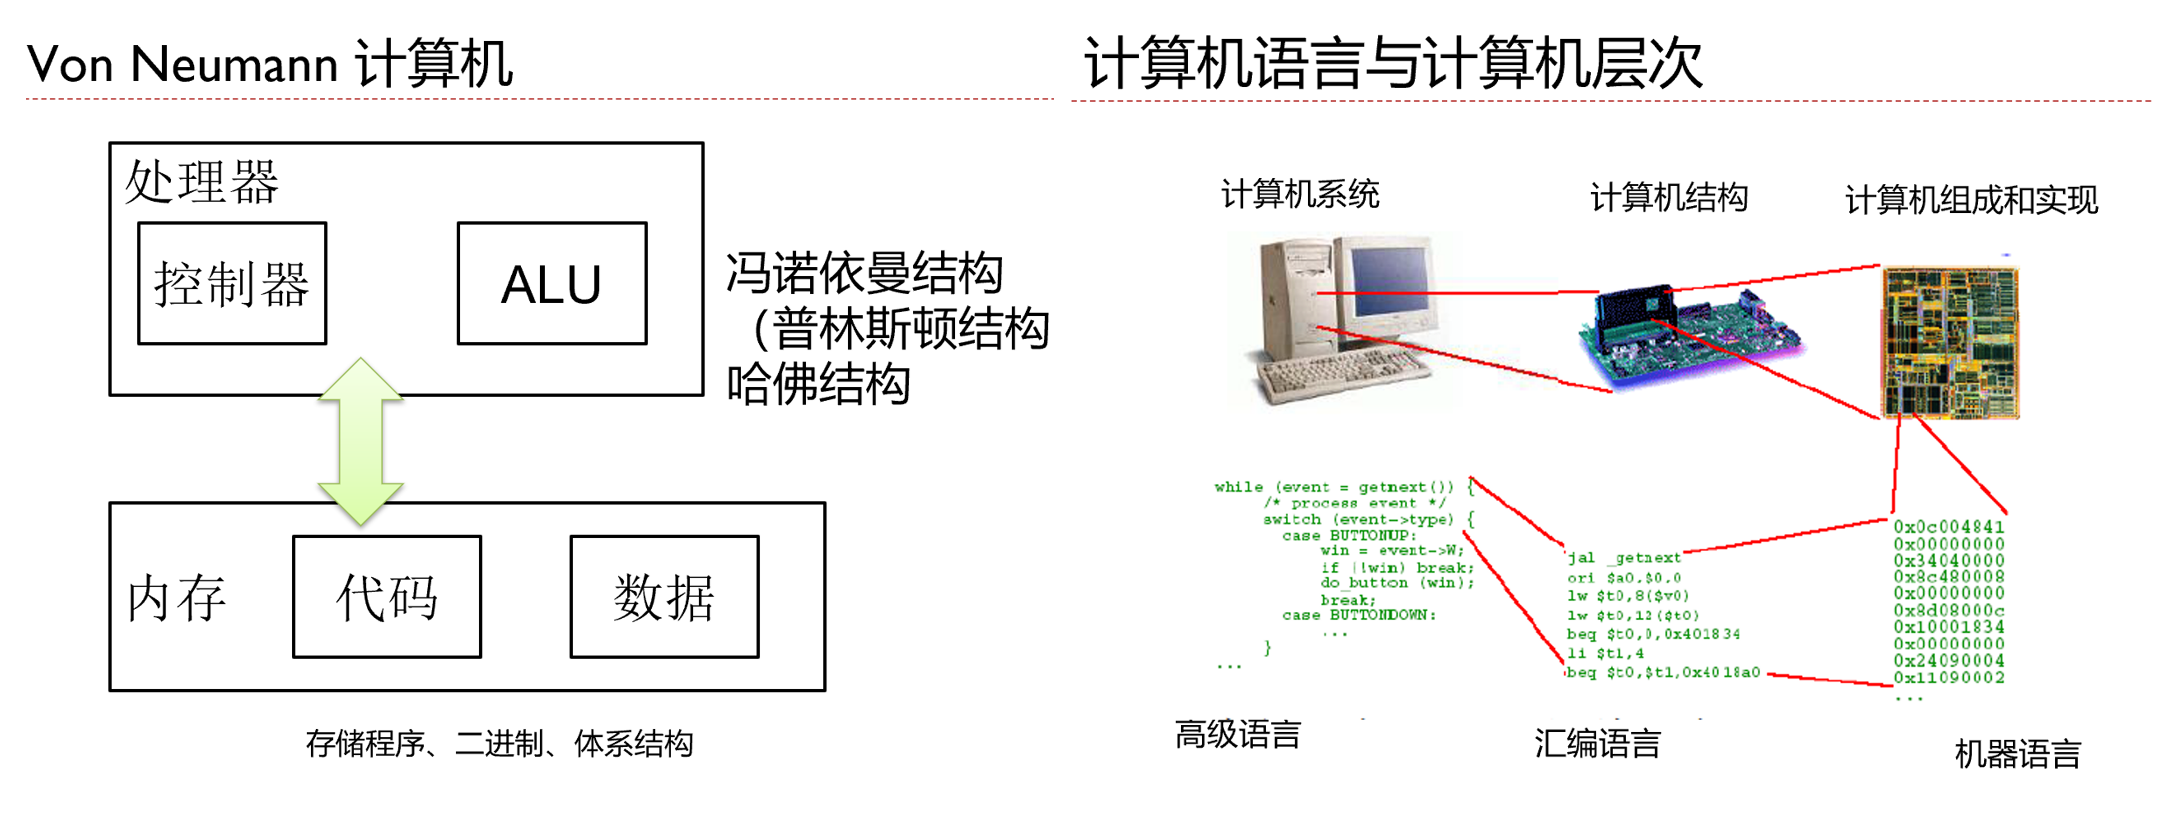 Von Neumann 计算机
处理器
控制器
ALU
冯诺依曼结构
（普林斯顿结构
哈佛结构
内存
代码
数据
存储程序、二进制、体系结构
计算机语言与计算机层次
计算机系统
计算机结构
计算机组成和实现
while (event = getnext()) {
/* process event */
switch (event->type) {
case BUTTONUP:
win = event->W;
if (!win) break;
do_button (win);
break;
case BUTTONDOWN:
...
}
...
jal _getnext
ori $a0,$0,0
lw $t0,8($v0)
lw $t0,12($t0)
beq $t0,0,0x401834
li $t1,4
beq $t0,$t1,0x4018a0
0x0c004841
0x00000000
0x34040000
0x8c480008
0x00000000
0x8d08000c
0x10001834
0x00000000
0x24090004
0x11090002
...
高级语言
汇编语言
机器语言